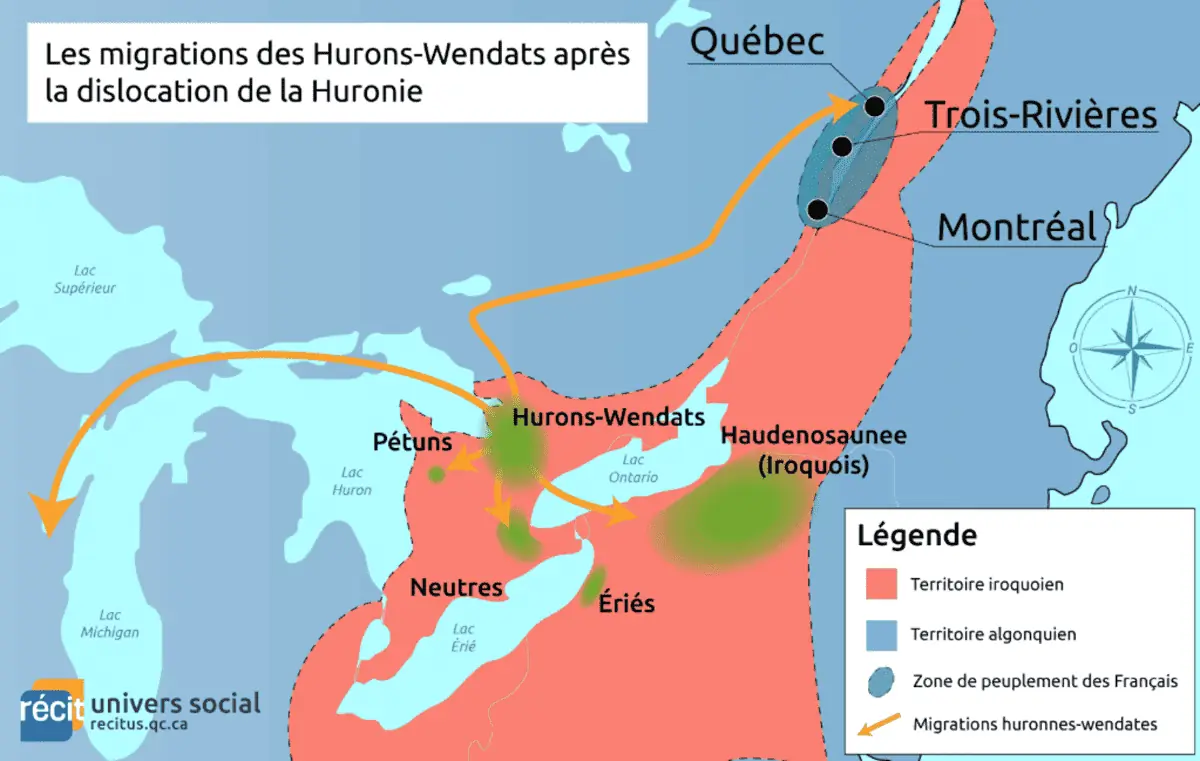 Les migrations des Hurons-Wendats après
la dislocation de la Huronie
Québec
Trois-Rivières
Montréal
Lac
Supérieur
N
O
E
S
Hurons-Wendats
Pétuns
Haudenosaunee
(Iroquois)
Lac
Huron
Lac
Ontario
Neutres
Ériés
Lac
Michigan
Lac
Érié
Légende
Territoire iroquoien
Territoire algonquien
Zone de peuplement des Français
Migrations huronnes-wendates
récit univers social
recitus.qc.ca